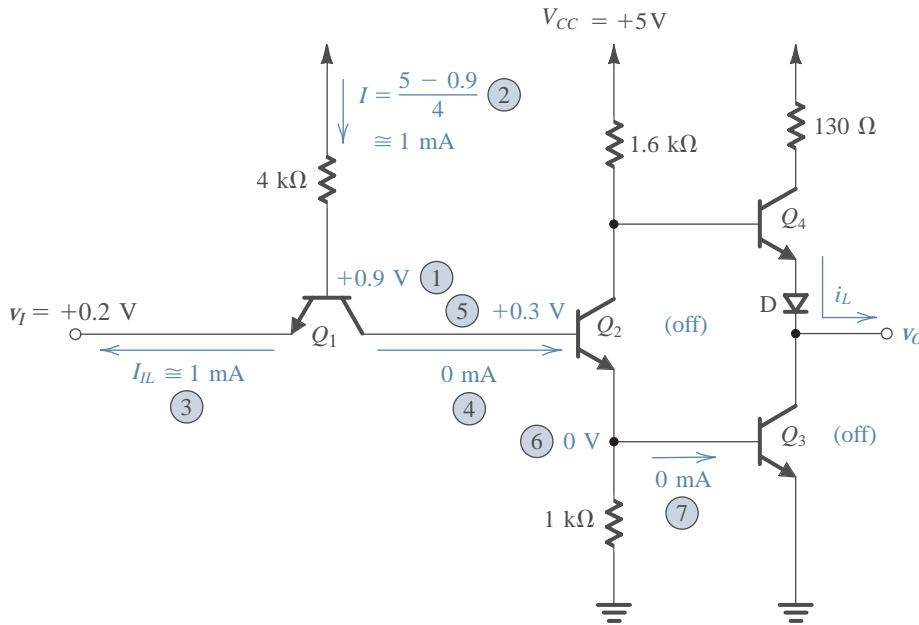 V_CC = +5V
I = (5 − 0.9)/4
2
≅ 1 mA
4 kΩ
1.6 kΩ
130 Ω
Q₄
+0.9 V
1
5
+0.3 V
v_I = +0.2 V
Q₁
Q₂
(off)
D
i_L
v_O
I_IL ≅ 1 mA
3
0 mA
4
6
0 V
Q₃
(off)
0 mA
7
1 kΩ